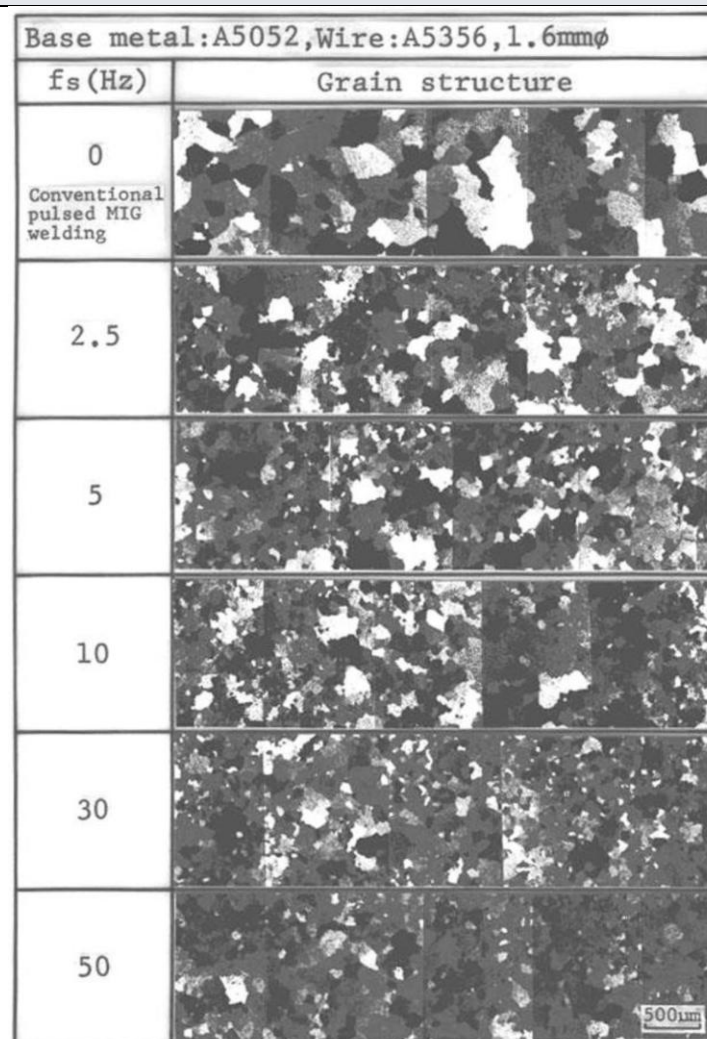 Base metal:A5052,Wire:A5356,1.6mmφ
fs(Hz)
Grain structure
0
Conventional
pulsed MIG
welding
2.5
5
10
30
50
500μm